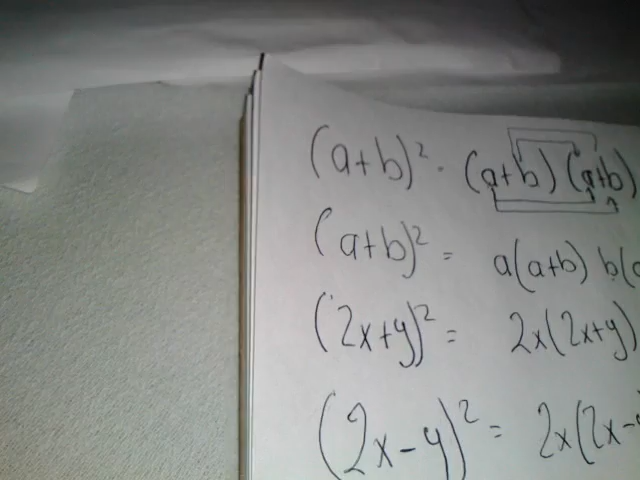 (a+b)² · (a+b)(a+b)
(a+b)² = a(a+b) b(a
(2x+y)² = 2x(2x+y)
(2x-y)² = 2x(2x-